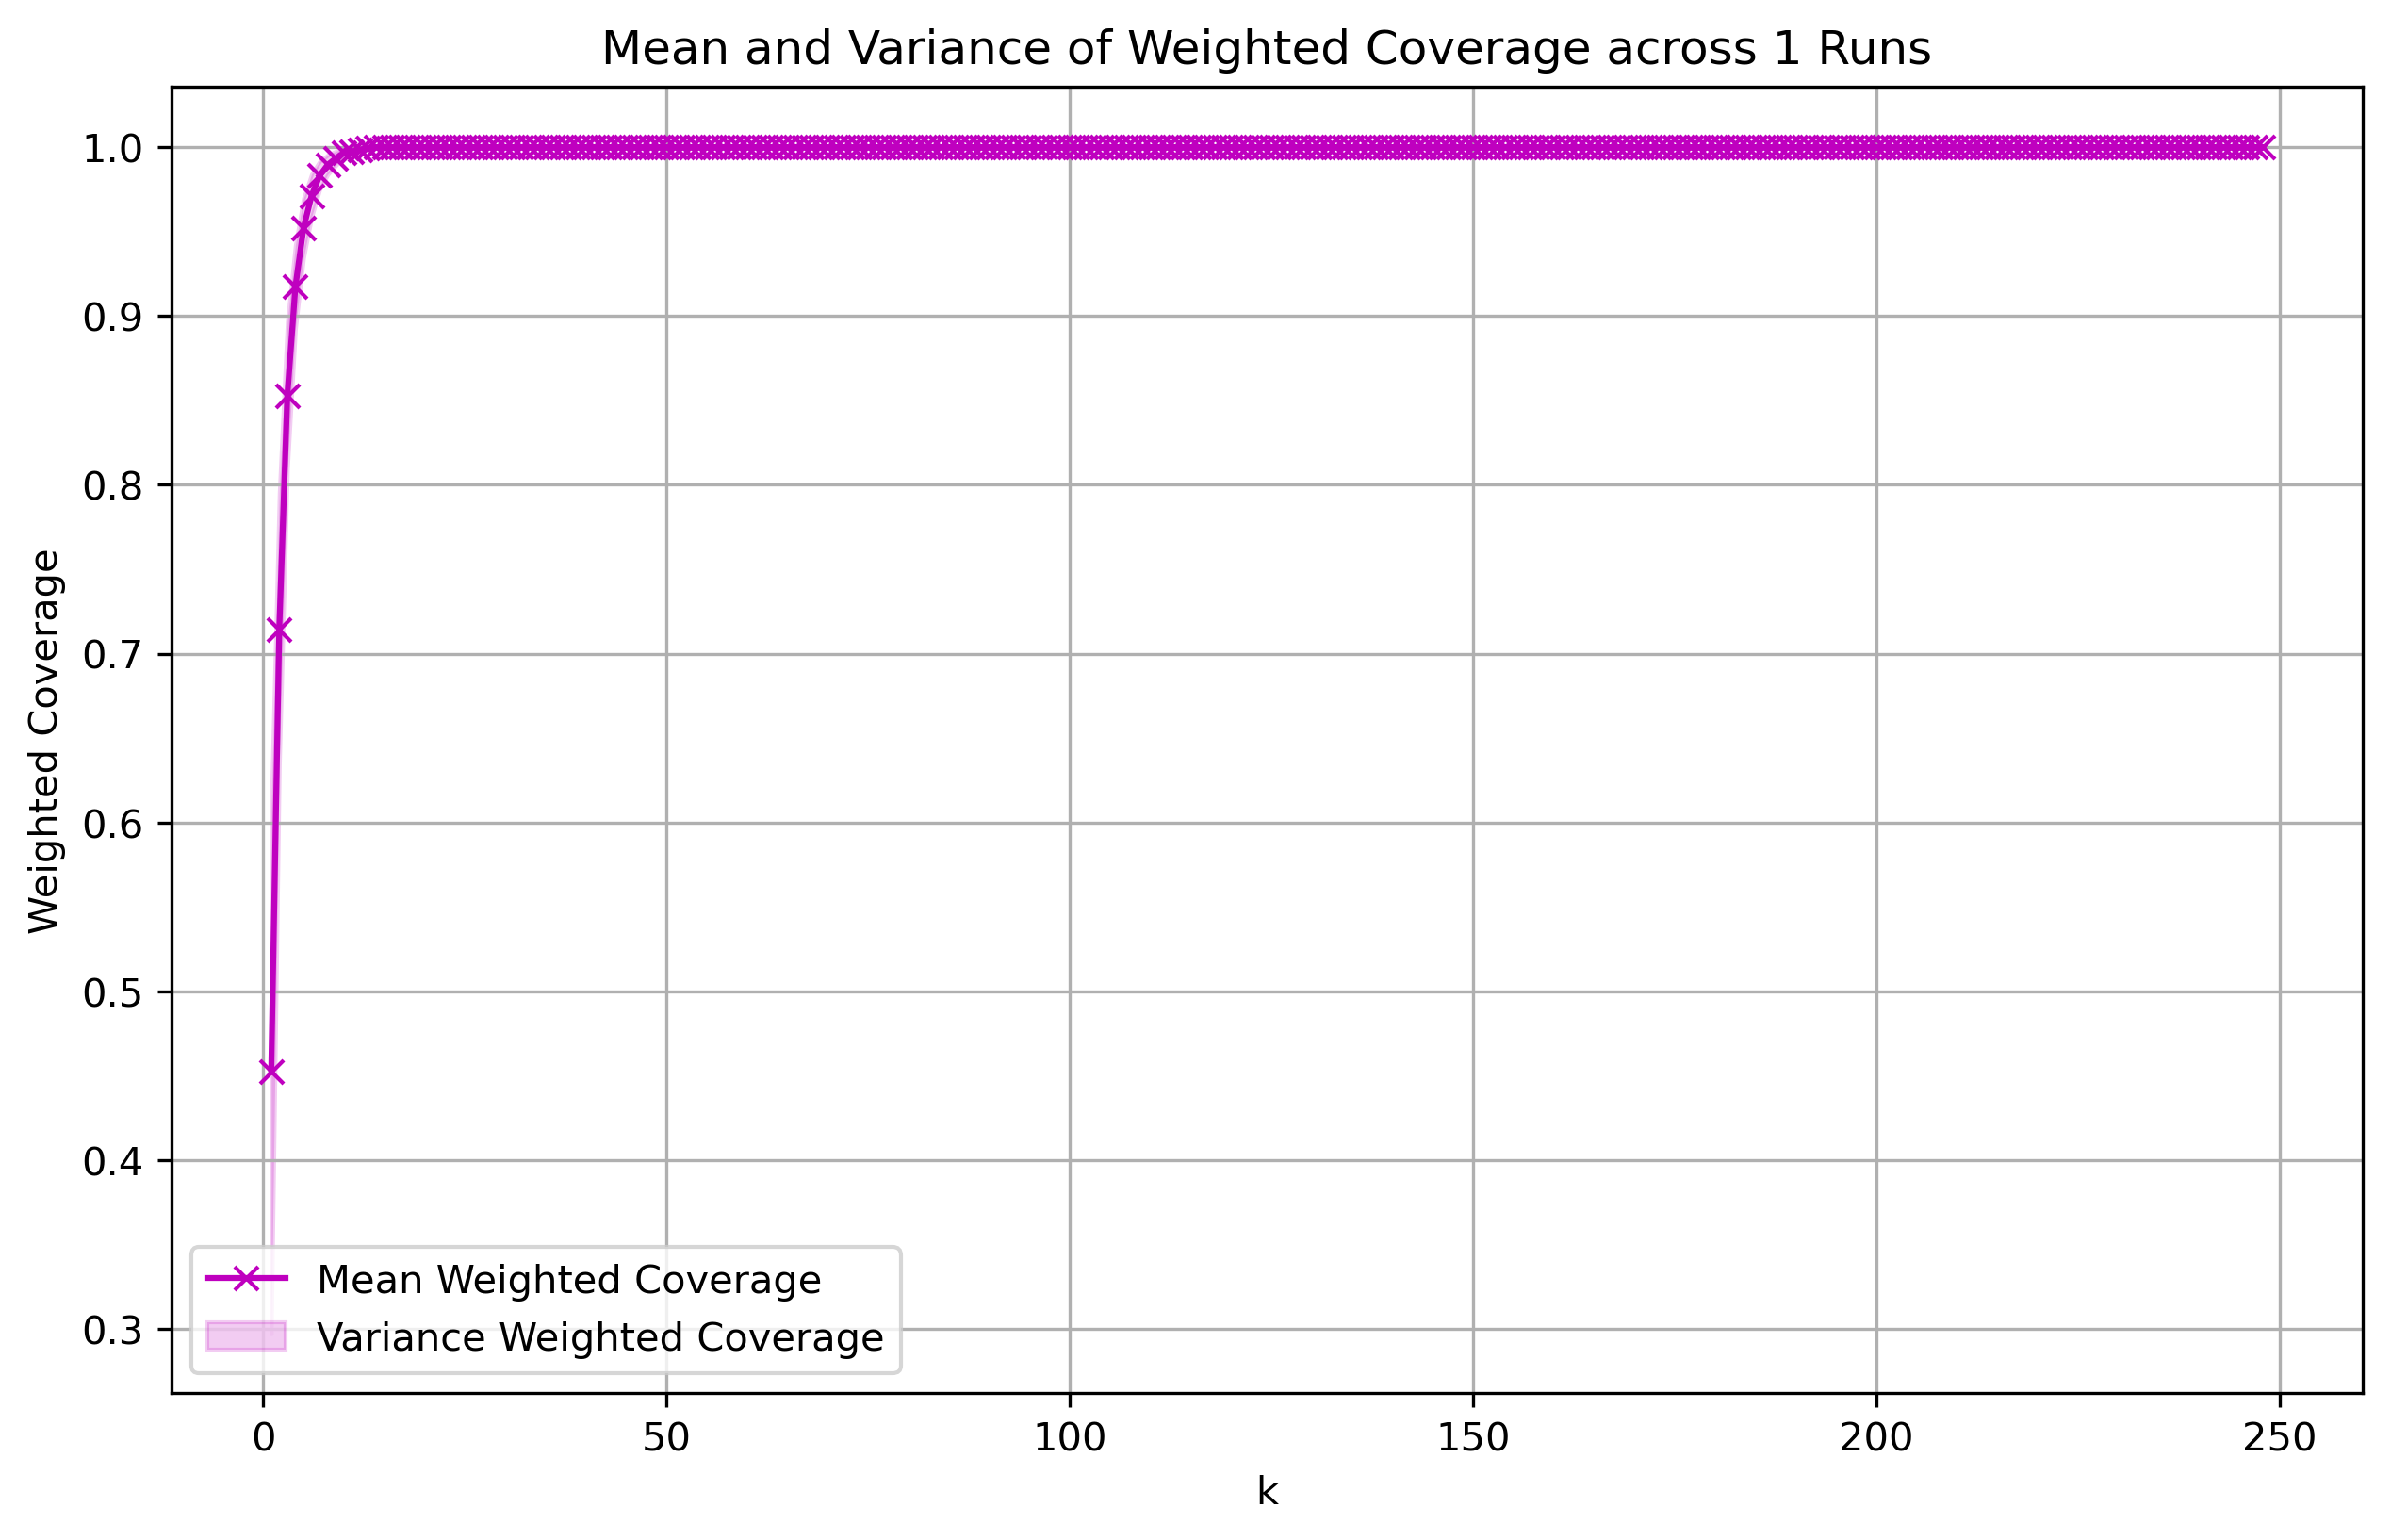 Mean and Variance of Weighted Coverage across 1 Runs
Weighted Coverage
1.0
0.9
0.8
0.7
0.6
0.5
0.4
0.3
Mean Weighted Coverage
Variance Weighted Coverage
0 50 100 150 200 250
k